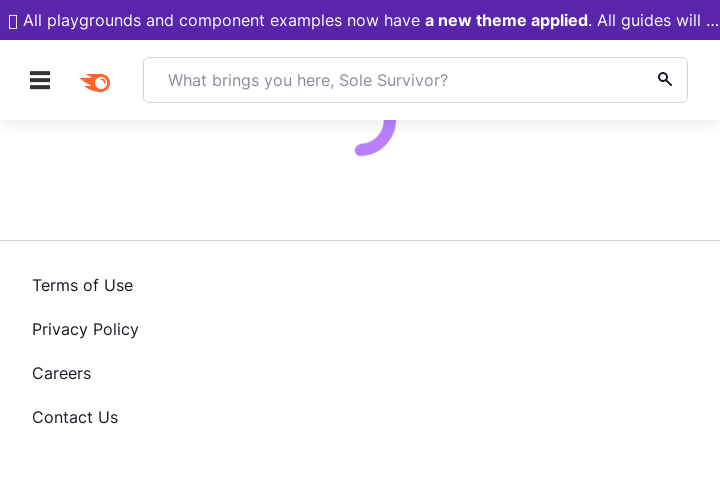 All playgrounds and component examples now have a new theme applied. All guides will ...
What brings you here, Sole Survivor?
Terms of Use
Privacy Policy
Careers
Contact Us